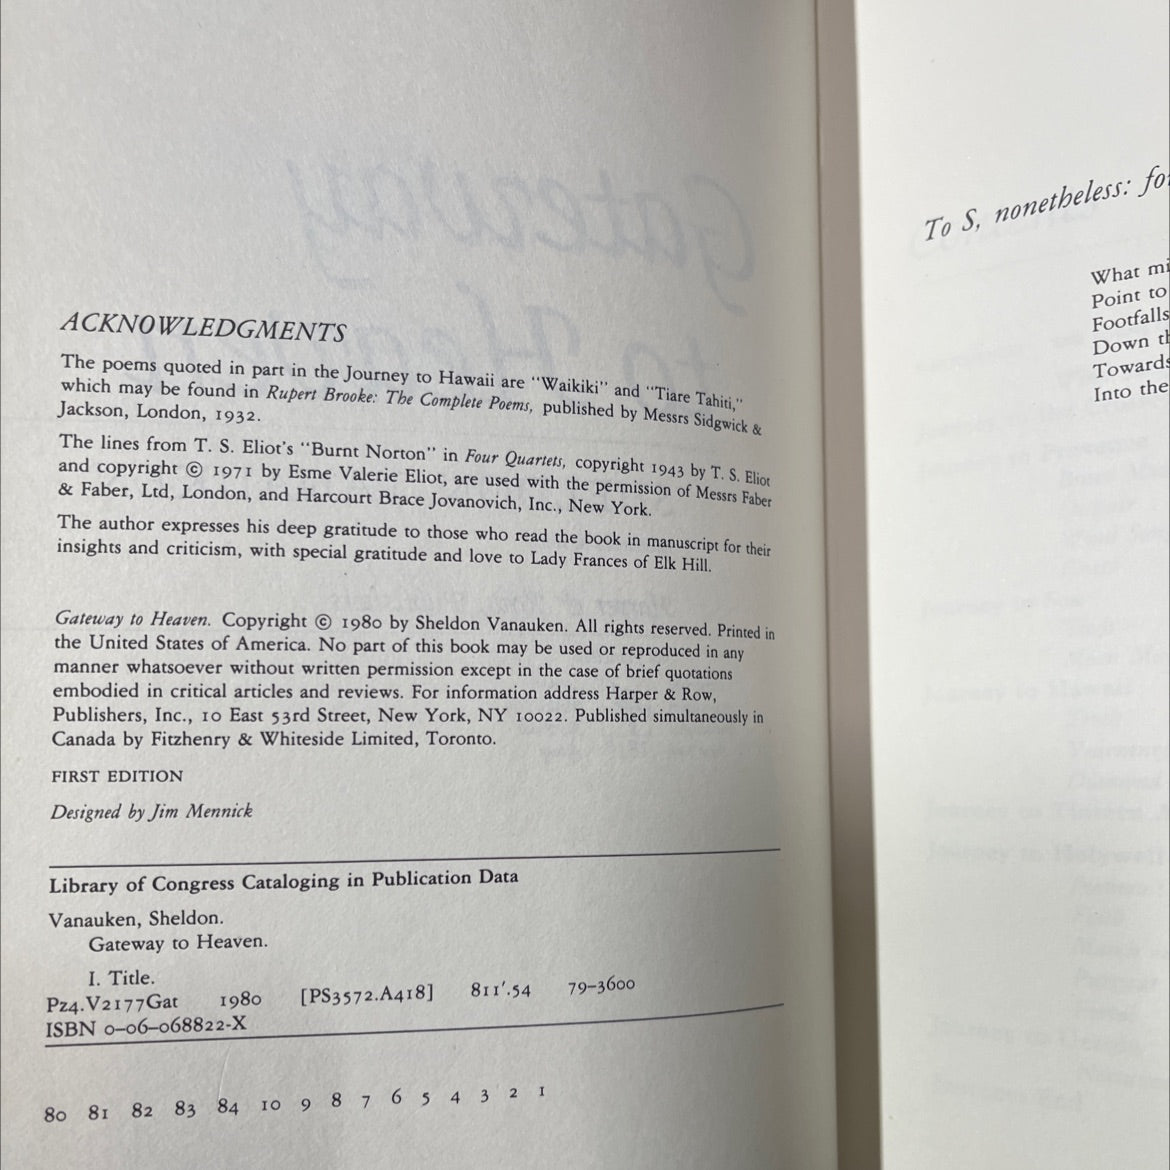 ACKNOWLEDGMENTS
The poems quoted in part in the Journey to Hawaii are "Waikiki" and "Tiare Tahiti,"
which may be found in Rupert Brooke: The Complete Poems, published by Messrs Sidgwick &
Jackson, London, 1932.
The lines from T. S. Eliot's "Burnt Norton" in Four Quartets, copyright 1943 by T. S. Eliot
and copyright © 1971 by Esme Valerie Eliot, are used with the permission of Messrs Faber
& Faber, Ltd, London, and Harcourt Brace Jovanovich, Inc., New York.
The author expresses his deep gratitude to those who read the book in manuscript for their
insights and criticism, with special gratitude and love to Lady Frances of Elk Hill.
Gateway to Heaven. Copyright © 1980 by Sheldon Vanauken. All rights reserved. Printed in
the United States of America. No part of this book may be used or reproduced in any
manner whatsoever without written permission except in the case of brief quotations
embodied in critical articles and reviews. For information address Harper & Row,
Publishers, Inc., 10 East 53rd Street, New York, NY 10022. Published simultaneously in
Canada by Fitzhenry & Whiteside Limited, Toronto.
FIRST EDITION
Designed by Jim Mennick
Library of Congress Cataloging in Publication Data
Vanauken, Sheldon.
Gateway to Heaven.
I. Title.
Pz4.V2177Gat 1980 [PS3572.A418] 811'.54 79-3600
ISBN 0-06-068822-X
80 81 82 83 84 10 9 8 7 6 5 4 3 2 1
To S, nonetheless:
What
Point to
Footfalls
Down
Towards
Into the